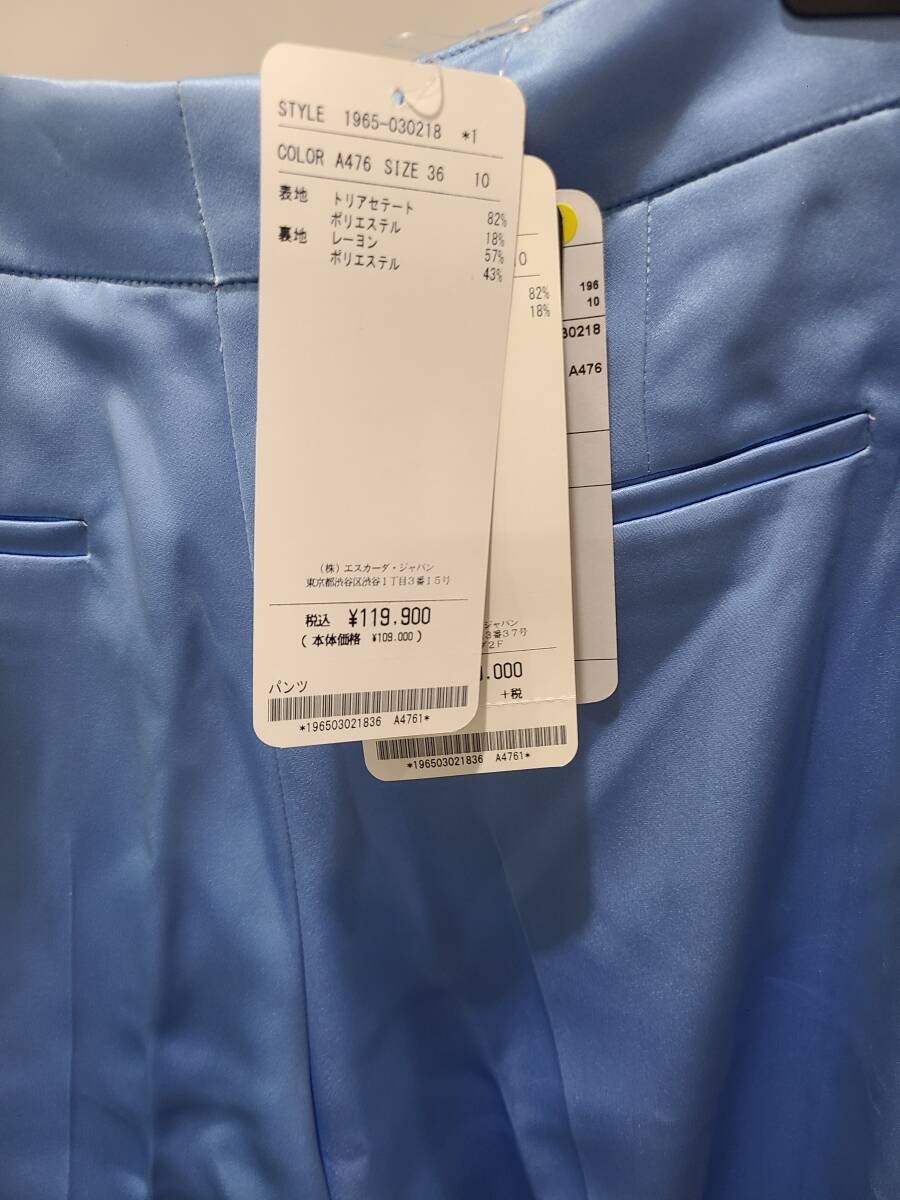 STYLE 1965-030218 *1
COLOR A476 SIZE 36 10
表地 トリアセテート 82%
ポリエステル 18%
裏地 レーヨン 57%
ポリエステル 43%
(株)エスカーダ・ジャパン
東京都渋谷区渋谷1丁目3番15号
税込 ¥119,900
(本体価格 ¥109,000)
パンツ
*196503021836 A4761*
.0
82%
18%
ジャパン
3番37号
2F
.000
+税
*196503021836 A4761*
196
10
30218
A476